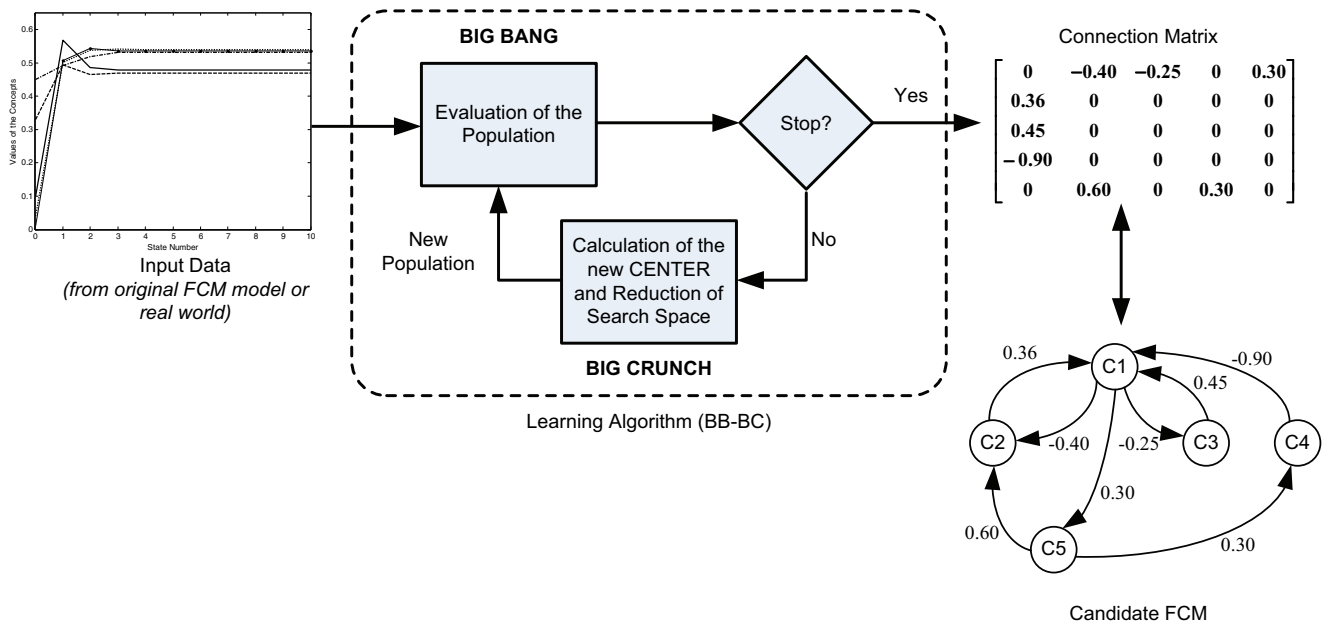 Values of the Concepts
0.6
0.5
0.4
0.3
0.2
0.1
0
0 1 2 3 4 5 6 7 8 9 10
State Number
Input Data
(from original FCM model or
real world)
BIG BANG
Evaluation of the
Population
Stop?
Yes
No
New
Population
Calculation of the
new CENTER
and Reduction of
Search Space
BIG CRUNCH
Learning Algorithm (BB-BC)
Connection Matrix
0 −0.40 −0.25 0 0.30
0.36 0 0 0 0
0.45 0 0 0 0
−0.90 0 0 0 0
0 0.60 0 0.30 0
0.36
C1
-0.90
0.45
C2
-0.40
-0.25
C3
C4
0.30
0.60
C5
0.30
Candidate FCM